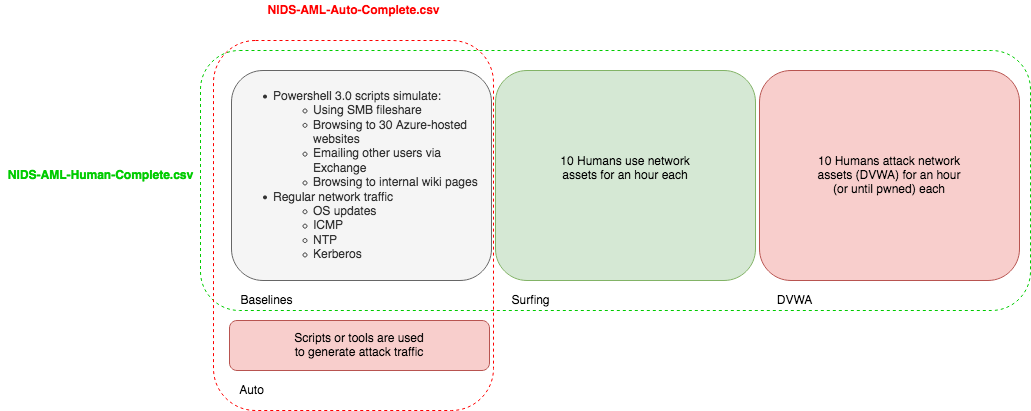 NIDS-AML-Auto-Complete.csv
NIDS-AML-Human-Complete.csv
• Powershell 3.0 scripts simulate:
◦ Using SMB fileshare
◦ Browsing to 30 Azure-hosted
websites
◦ Emailing other users via
Exchange
◦ Browsing to internal wiki pages
• Regular network traffic
◦ OS updates
◦ ICMP
◦ NTP
◦ Kerberos
Baselines
10 Humans use network
assets for an hour each
Surfing
10 Humans attack network
assets (DVWA) for an hour
(or until pwned) each
DVWA
Scripts or tools are used
to generate attack traffic
Auto